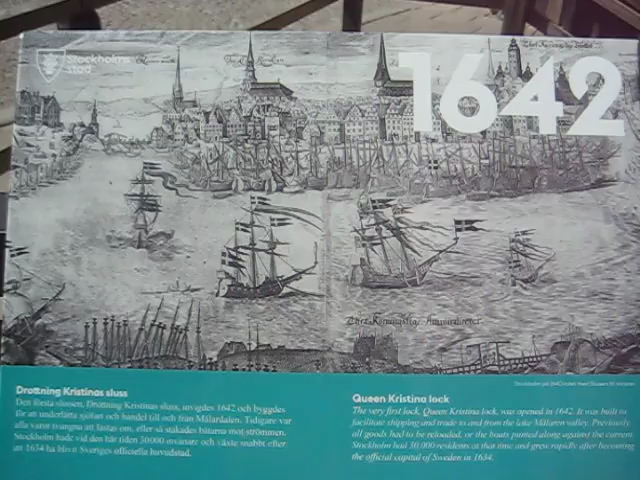 Stockholms
stad
1642
Drottning Kristinas sluss
Den första slussen, Drottning Kristinas sluss, invigdes 1642 och byggdes
för att underlätta sjöfart och handel till och från Mälardalen. Tidigare var
alla varor tvungna att lastas om, eller så stakades båtarna mot strömmen.
Stockholm hade vid den här tiden 30000 invånare och växte snabbt efter
att 1634 ha blivit Sveriges officiella huvudstad.
Queen Kristina lock
The very first lock, Queen Kristina lock, was opened in 1642. It was built to
facilitate shipping and trade to and from the lake Mälaren valley. Previously
all goods had to be reloaded, or the boats punted along against the current.
Stockholm had 30,000 residents at that time and grew rapidly after becoming
the official capital of Sweden in 1634.